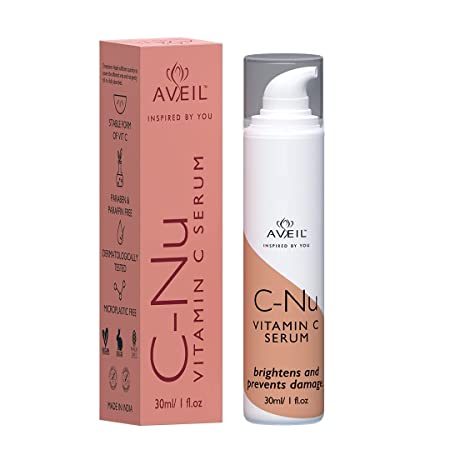 STABLE FORM
OF VIT C
PARABEN &
PARAFFIN FREE
DERMATOLOGICALLY
TESTED
MICROPLASTIC FREE
MADE IN INDIA
AVEIL
INSPIRED BY YOU
C-Nu
VITAMIN C SERUM
30ml/ 1 fl.oz
AVEIL
INSPIRED BY YOU
C-Nu
VITAMIN C
SERUM
brightens and
prevents damage
30ml/ 1 fl.oz